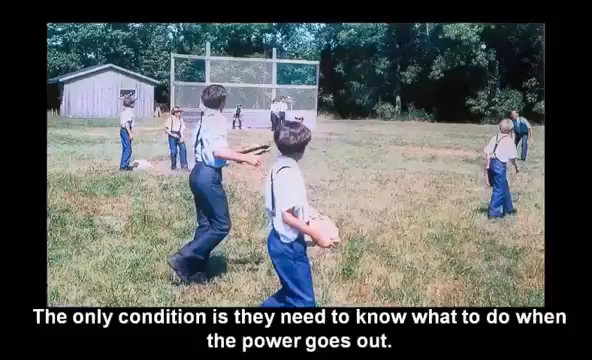 The only condition is they need to know what to do when
the power goes out.